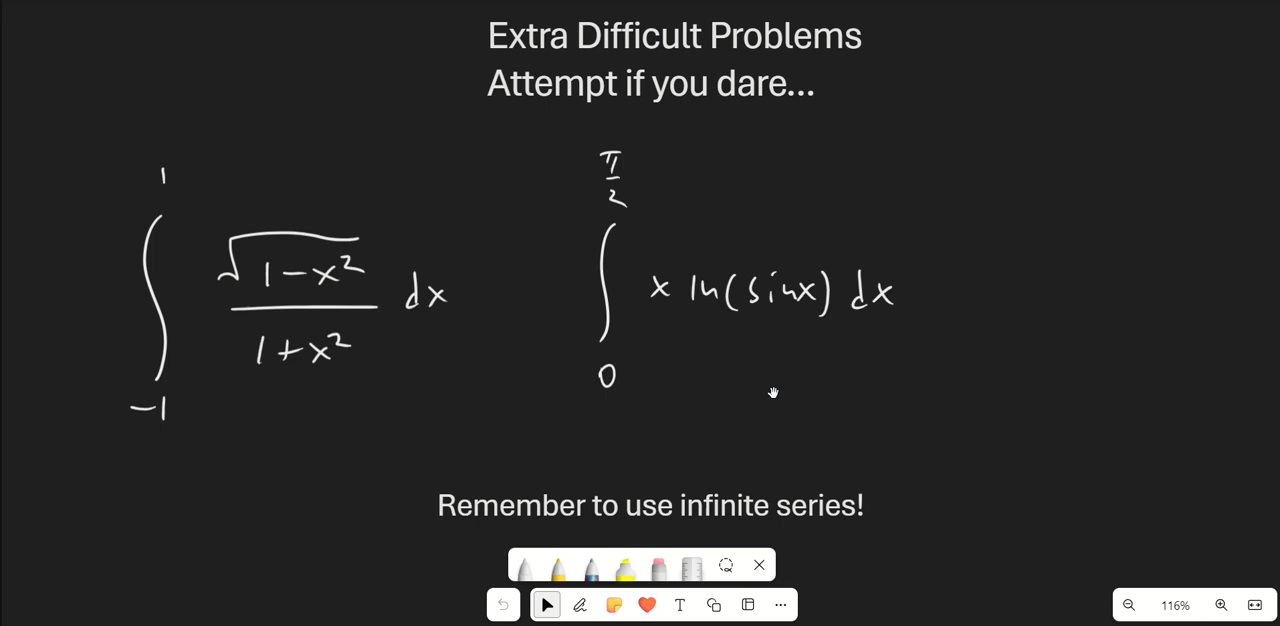 Extra Difficult Problems
Attempt if you dare...
∫_{-1}^{1} √(1-x²)/(1+x²) dx
∫_{0}^{π/2} x ln(sinx) dx
Remember to use infinite series!
T
116%